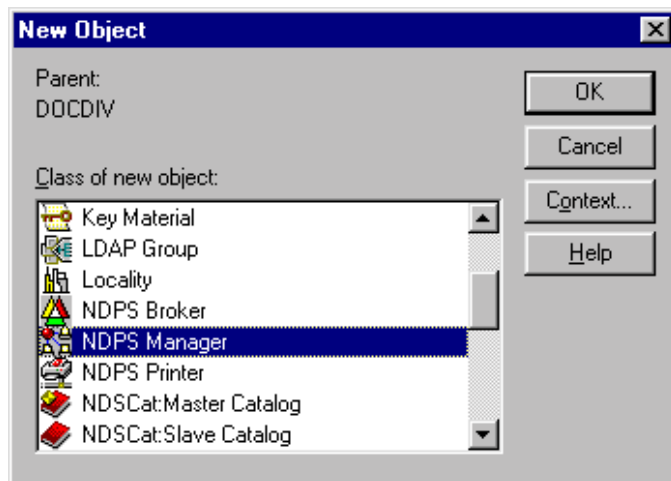 New Object
Parent:
DOCDIV
Class of new object:
Key Material
LDAP Group
Locality
NDPS Broker
NDPS Manager
NDPS Printer
NDSCat:Master Catalog
NDSCat:Slave Catalog
OK
Cancel
Context...
Help